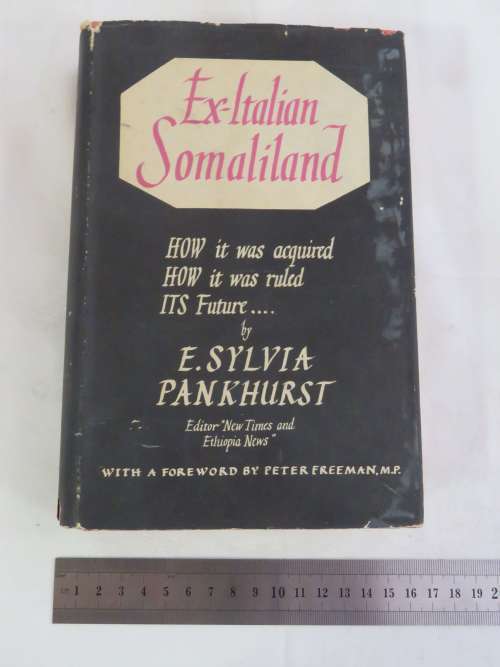 Ex-Italian
Somaliland
HOW it was acquired
HOW it was ruled
ITS Future....
by
E. SYLVIA
PANKHURST
Editor "New Times and
Ethiopia News"
WITH A FOREWORD BY PETER FREEMAN, M.P.
1 2 3 4 5 6 7 8 9 10 11 12 13 14 15 16 17 18 19 2